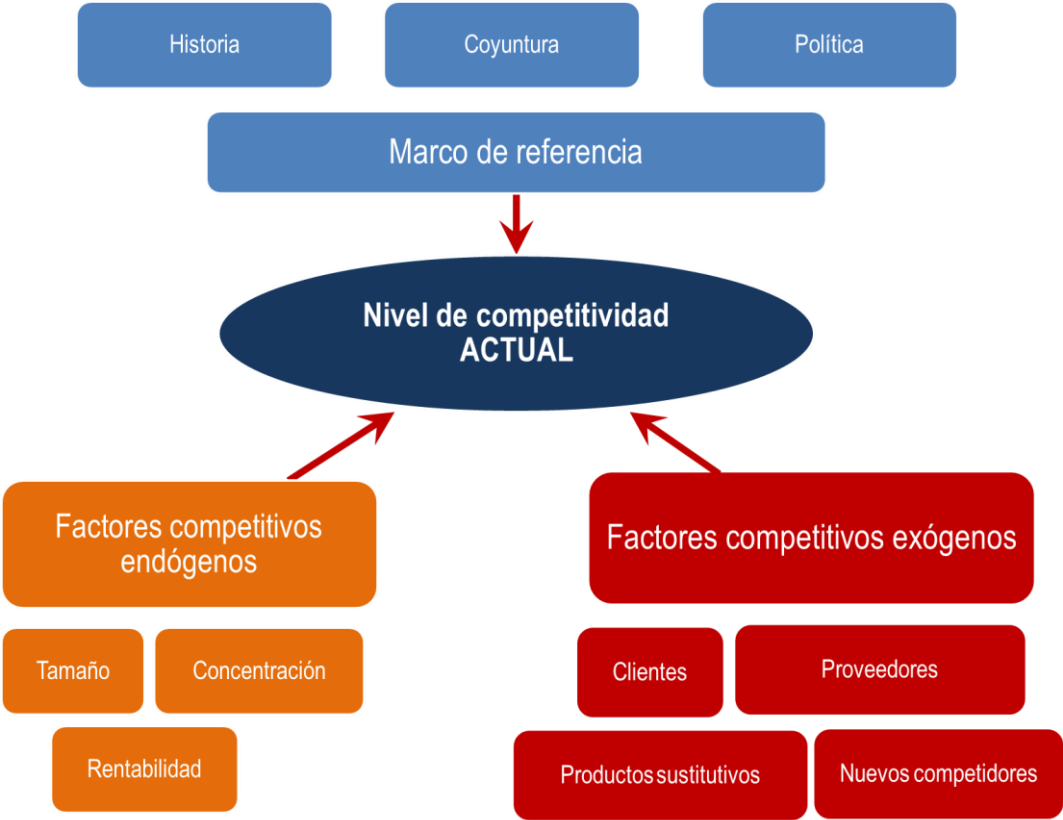 Historia
Coyuntura
Política
Marco de referencia
Nivel de competitividad
ACTUAL
Factores competitivos
endógenos
Factores competitivos exógenos
Tamaño
Concentración
Rentabilidad
Clientes
Proveedores
Productos sustitutivos
Nuevos competidores